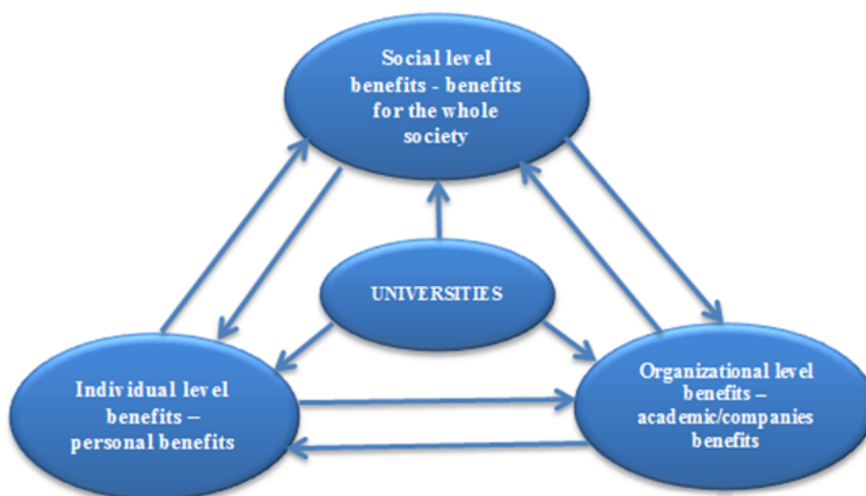 Social level
benefits - benefits
for the whole
society
UNIVERSITIES
Individual level
benefits –
personal benefits
Organizational level
benefits –
academic/companies
benefits